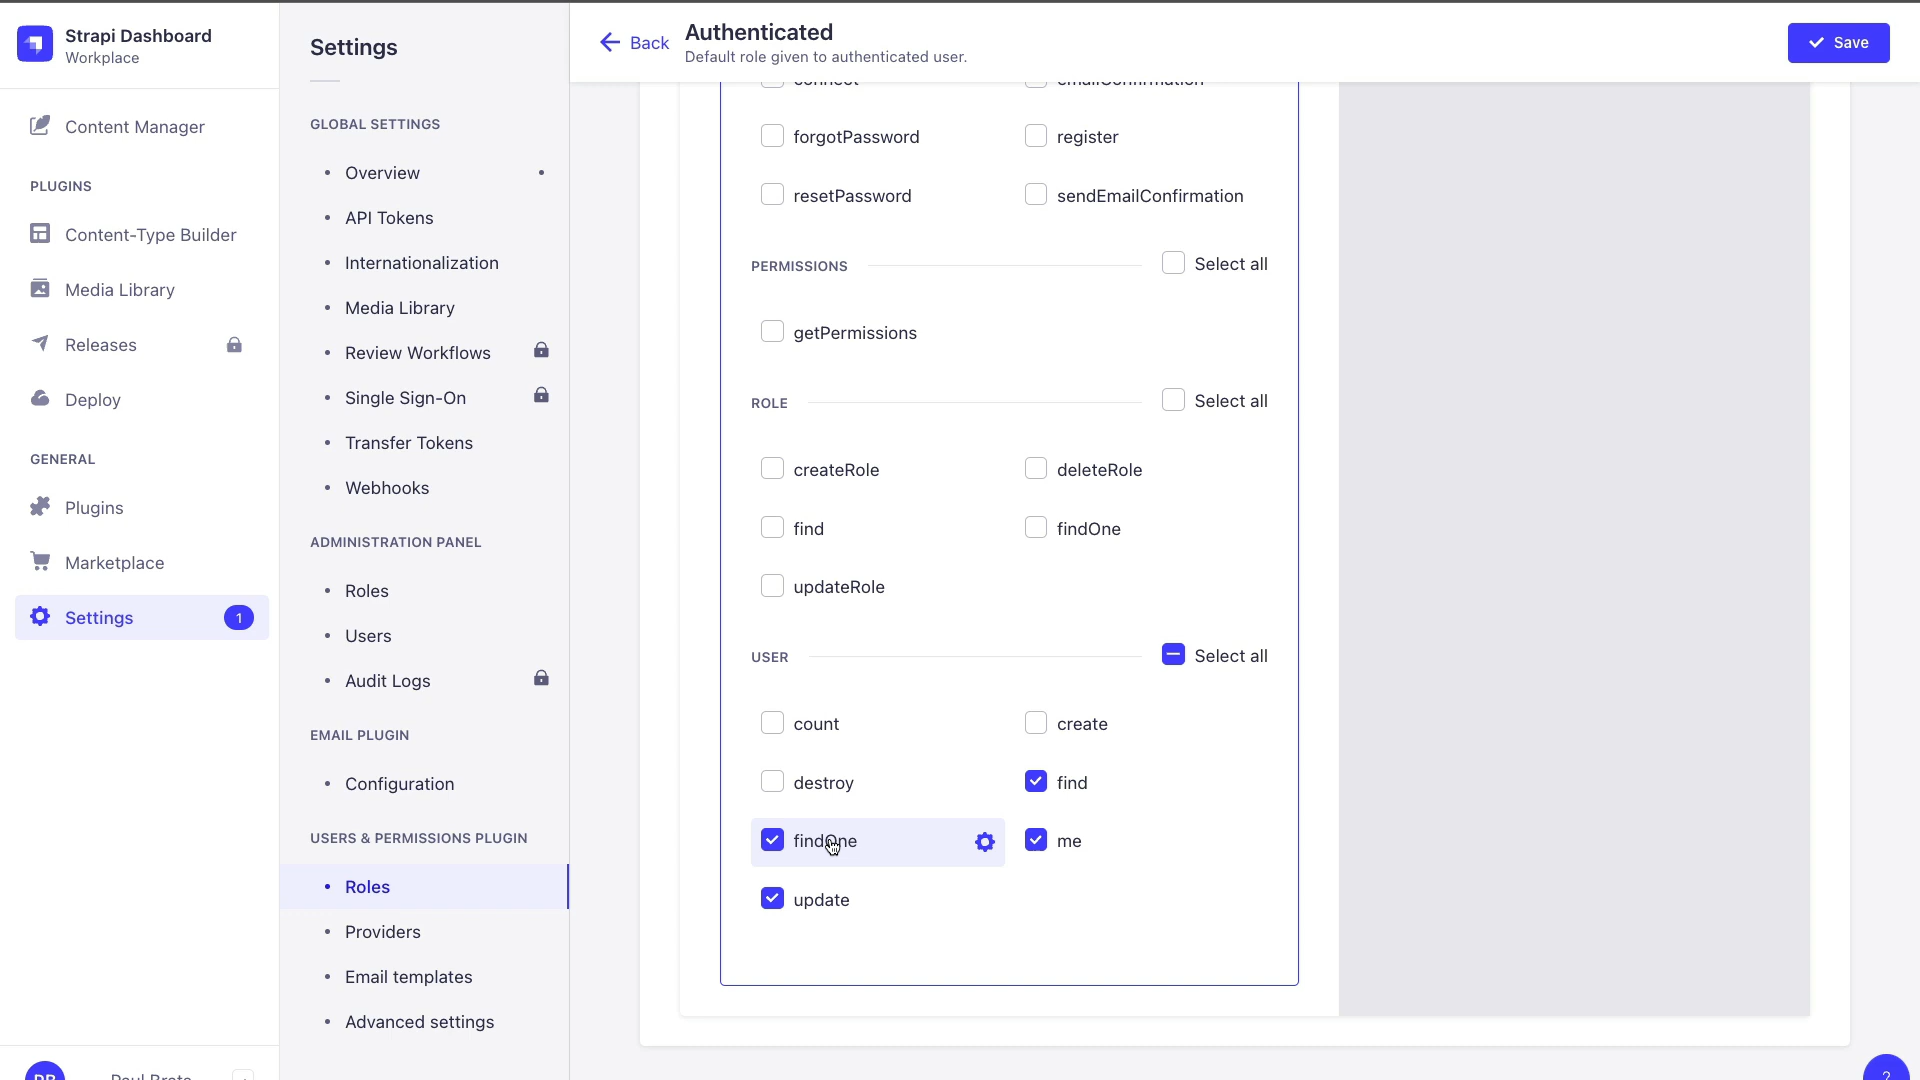 Strapi Dashboard
Workplace
Content Manager
PLUGINS
Content-Type Builder
Media Library
Releases
Deploy
GENERAL
Plugins
Marketplace
Settings
1
Settings
GLOBAL SETTINGS
Overview
API Tokens
Internationalization
Media Library
Review Workflows
Single Sign-On
Transfer Tokens
Webhooks
ADMINISTRATION PANEL
Roles
Users
Audit Logs
EMAIL PLUGIN
Configuration
USERS & PERMISSIONS PLUGIN
Roles
Providers
Email templates
Advanced settings
Back
Authenticated
Default role given to authenticated user.
Save
connect
emailConfirmation
forgotPassword
register
resetPassword
sendEmailConfirmation
PERMISSIONS
Select all
getPermissions
ROLE
Select all
createRole
deleteRole
find
findOne
updateRole
USER
Select all
count
create
destroy
find
findOne
me
update